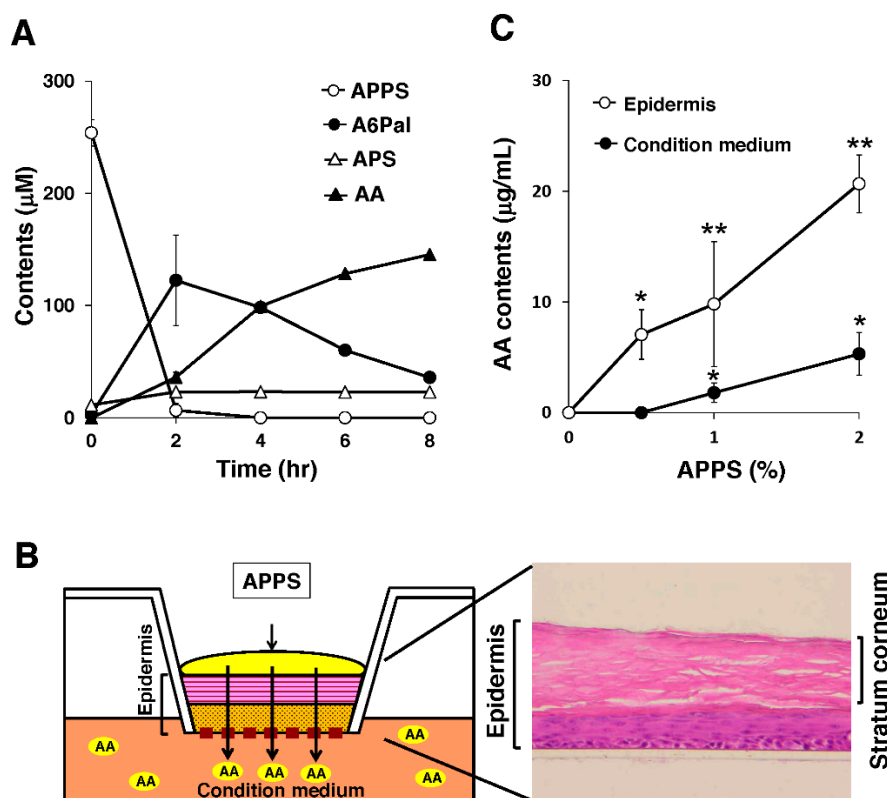 A
300
200
100
0
Contents (μM)
0
2
4
6
8
Time (hr)
APPS
A6Pal
APS
AA
C
30
20
10
0
AA contents (μg/mL)
0
1
2
APPS (%)
Epidermis
Condition medium
*
**
**
*
*
B
APPS
Epidermis
AA
AA
AA
AA
AA
AA
AA
Condition medium
Epidermis
Stratum corneum